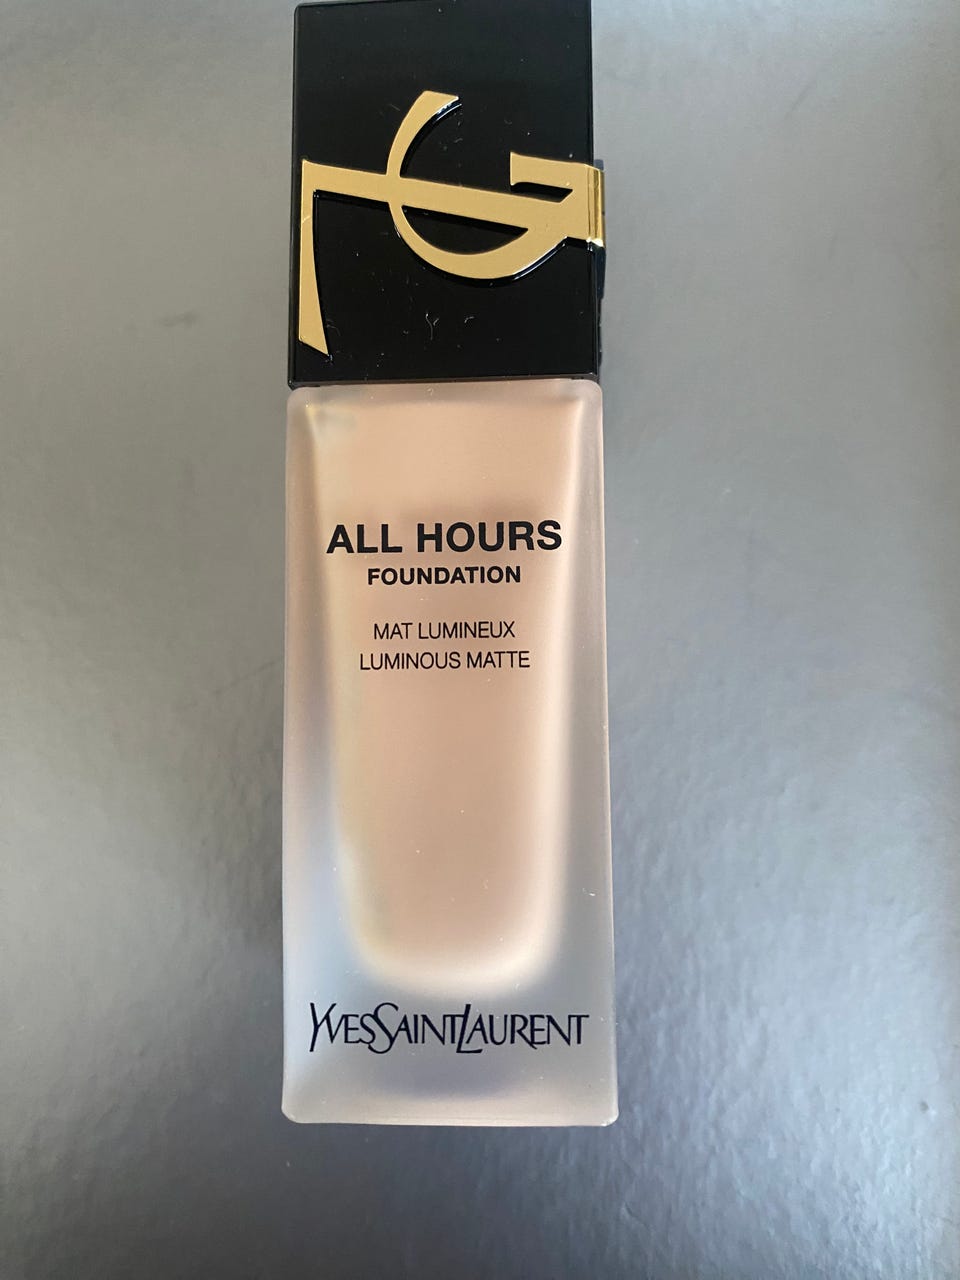 ALL HOURS
FOUNDATION
MAT LUMINEUX
LUMINOUS MATTE
YVESSAINTLAURENT